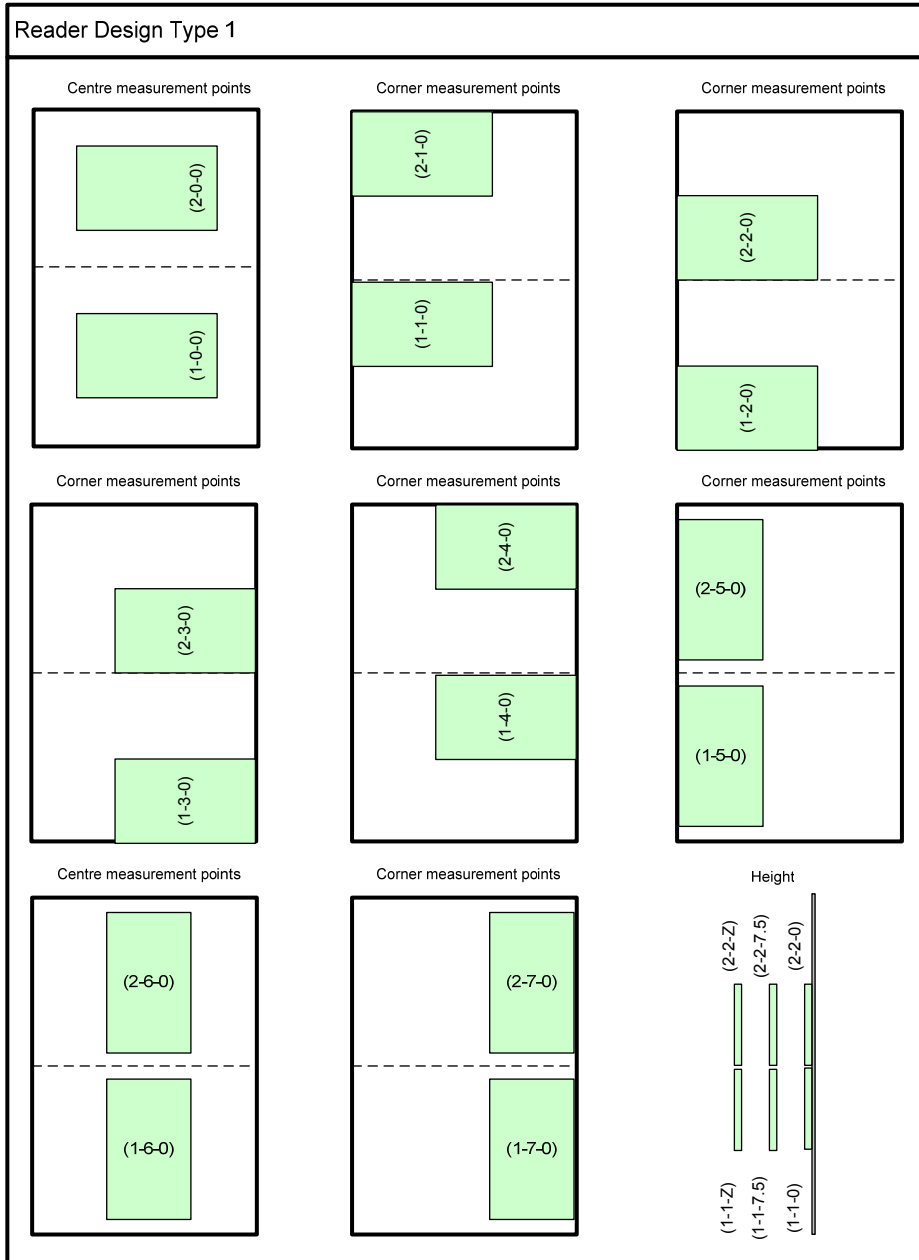 Reader Design Type 1
Centre measurement points
(2-0-0)
(1-0-0)
Corner measurement points
(2-1-0)
(1-1-0)
Corner measurement points
(2-2-0)
(1-2-0)
Corner measurement points
(2-3-0)
(1-3-0)
Corner measurement points
(2-4-0)
(1-4-0)
Corner measurement points
(2-5-0)
(1-5-0)
Centre measurement points
(2-6-0)
(1-6-0)
Corner measurement points
(2-7-0)
(1-7-0)
Height
(2-2-Z)
(2-2-7.5)
(2-2-0)
(1-1-Z)
(1-1-7.5)
(1-1-0)